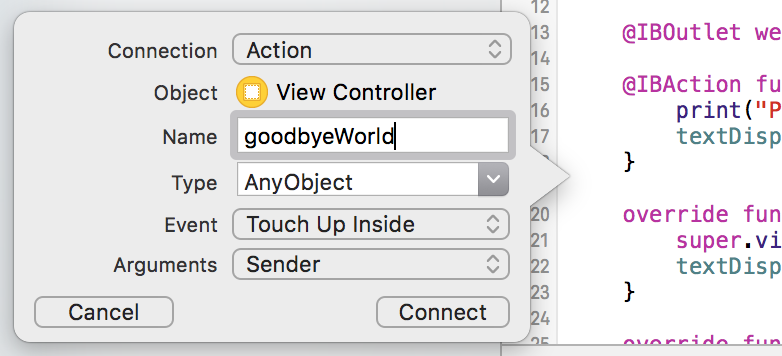 Connection Action
Object View Controller
Name goodbyeWorld
Type AnyObject
Event Touch Up Inside
Arguments Sender
Cancel Connect
12
13 @IBOutlet we
14
15 @IBAction fu
16 print("P
17 textDisp
}
20 override fun
21 super.vi
22 textDisp
23 }
24
25 override fun